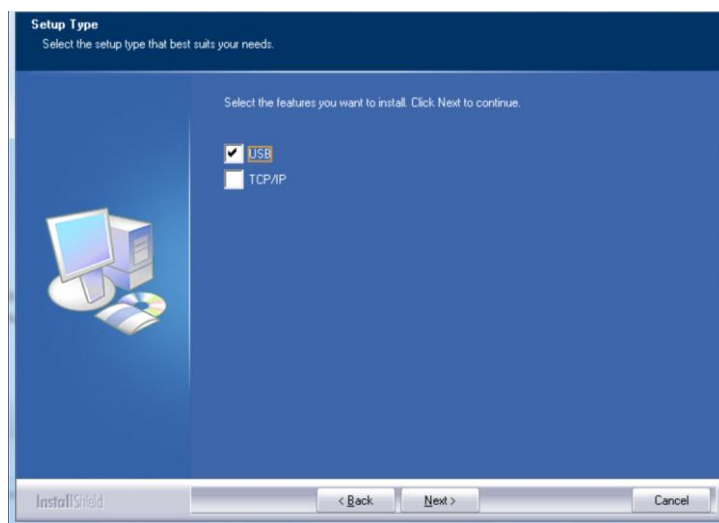 Setup Type
Select the setup type that best suits your needs.
Select the features you want to install. Click Next to continue.
USB
TCP/IP
InstallShield
< Back
Next >
Cancel